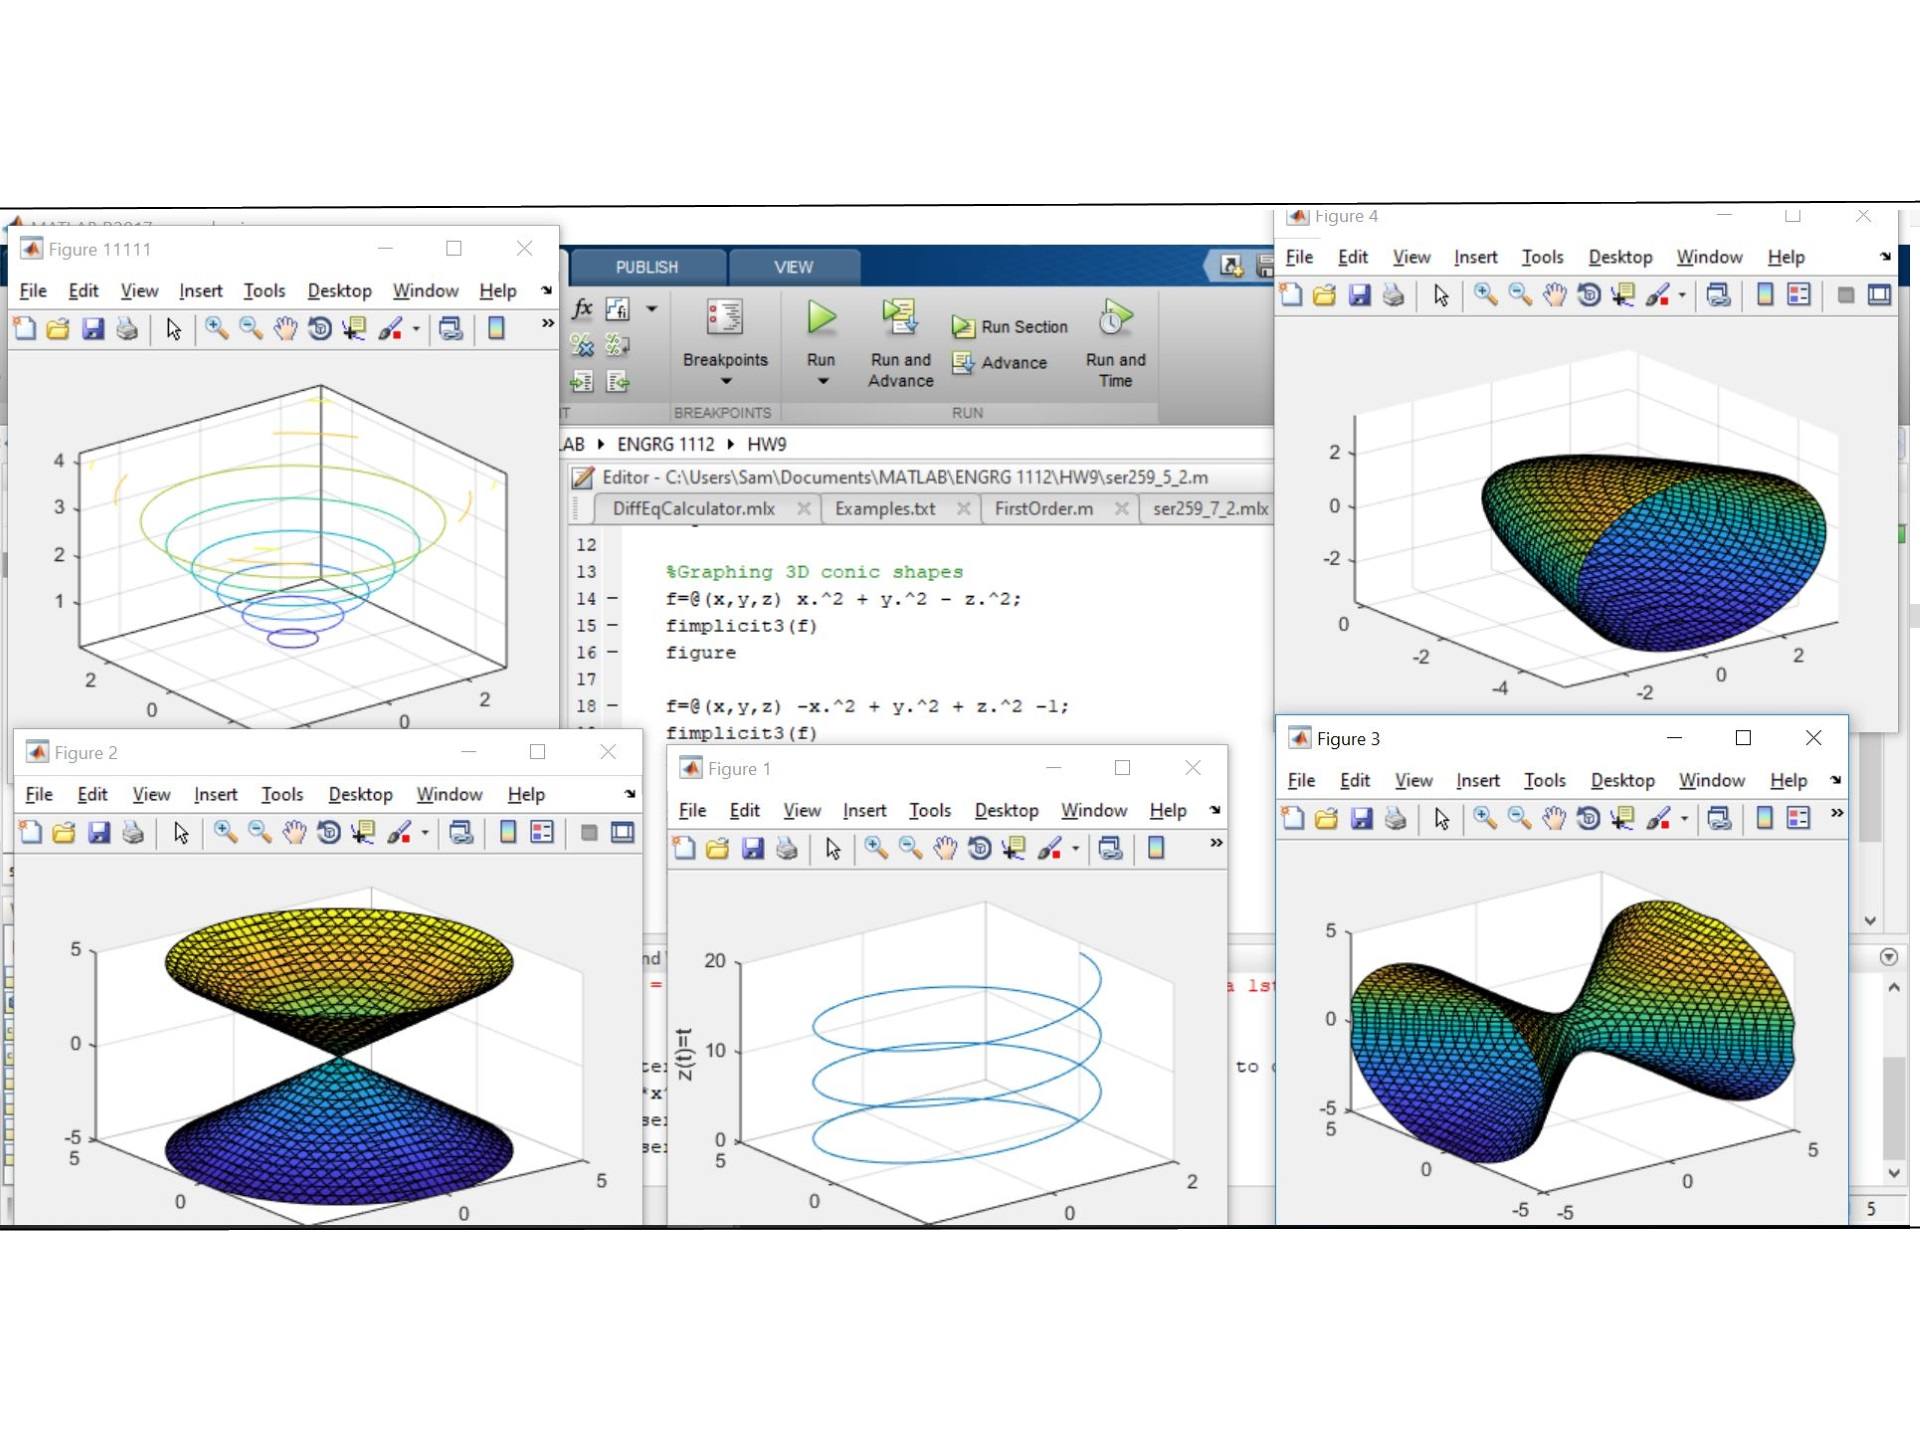 Figure 11111
File Edit View Insert Tools Desktop Window Help
4
3
2
1
2
0
0
2
PUBLISH VIEW
Breakpoints
Run
Run and
Advance
Run Section
Advance
Run and
Time
BREAKPOINTS
RUN
ENGRG 1112 HW9
Editor - C:\Users\Sam\Documents\MATLAB\ENGRG 1112\HW9\ser259_5_2.m
DiffEqCalculator.mlx Examples.txt FirstOrder.m ser259_7_2.mlx
12
13 %Graphing 3D conic shapes
14 – f=@(x,y,z) x.^2 + y.^2 - z.^2;
15 – fimplicit3(f)
16 – figure
17
18 – f=@(x,y,z) -x.^2 + y.^2 + z.^2 -1;
fimplicit3(f)
Figure 4
File Edit View Insert Tools Desktop Window Help
2
0
-2
0
-2
-4
-2
0
2
Figure 2
File Edit View Insert Tools Desktop Window Help
5
0
-5
5
0
0
5
Figure 1
File Edit View Insert Tools Desktop Window Help
z(t)=t
20
10
0
5
0
0
2
Figure 3
File Edit View Insert Tools Desktop Window Help
5
0
-5
5
0
-5
-5
0
5
to
5